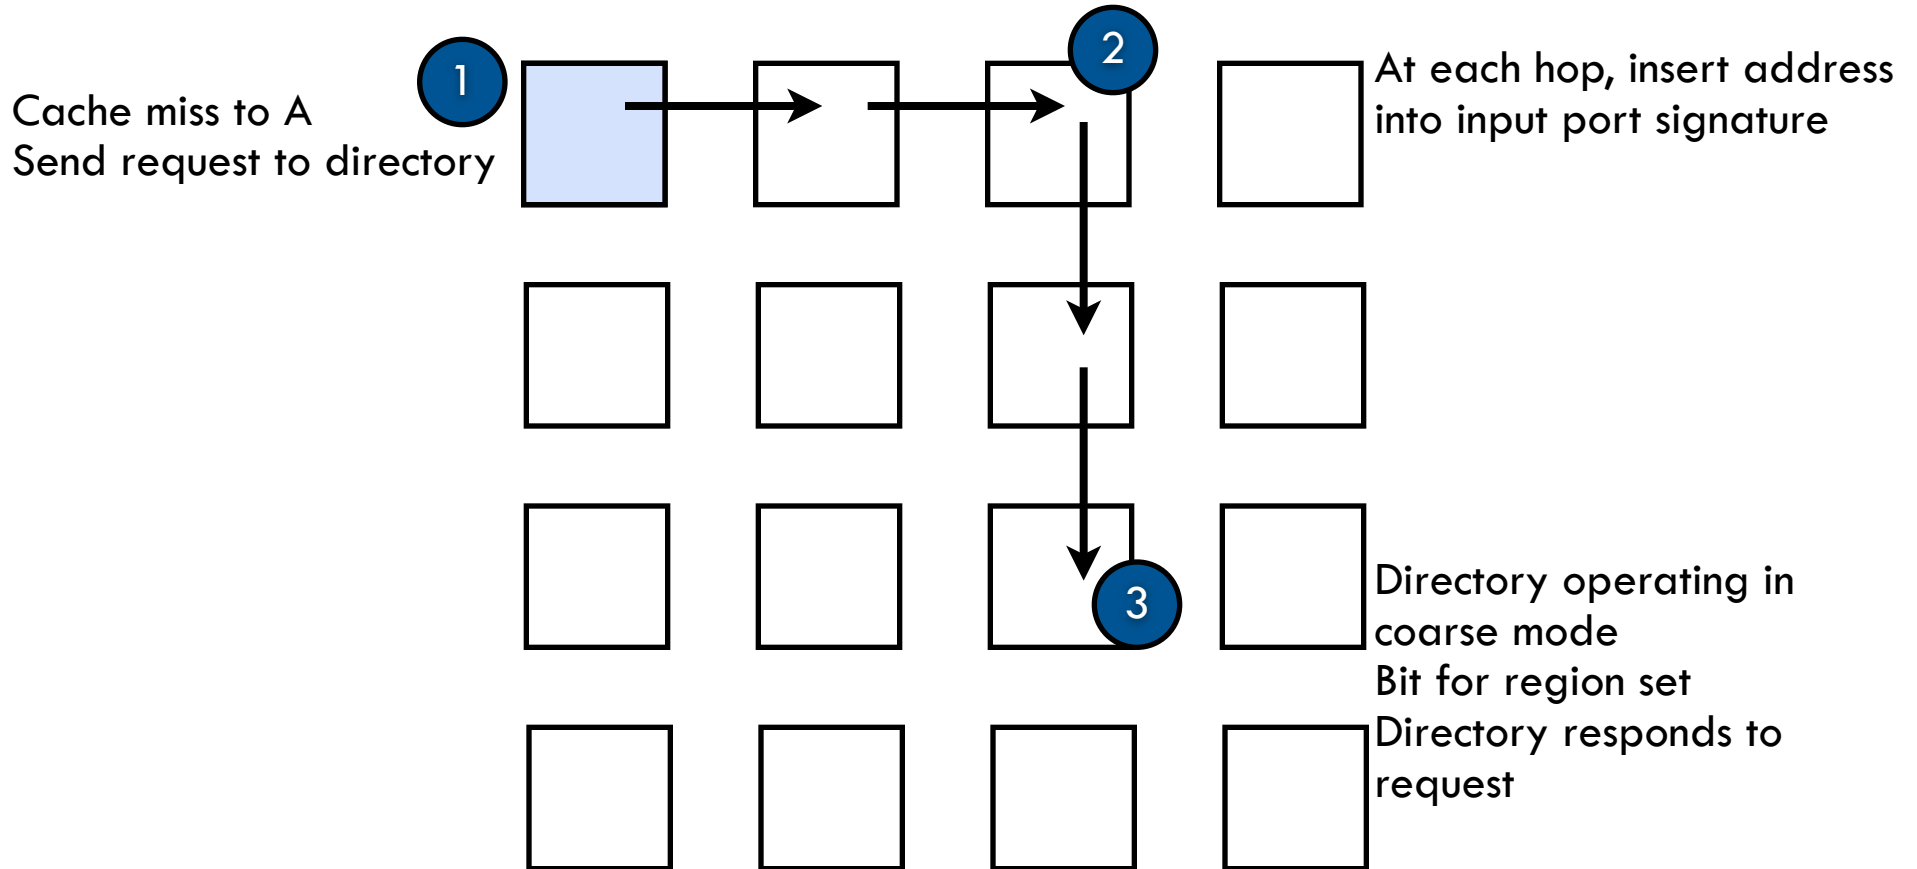 1
Cache miss to A
Send request to directory
2
At each hop, insert address
into input port signature
3
Directory operating in
coarse mode
Bit for region set
Directory responds to
request